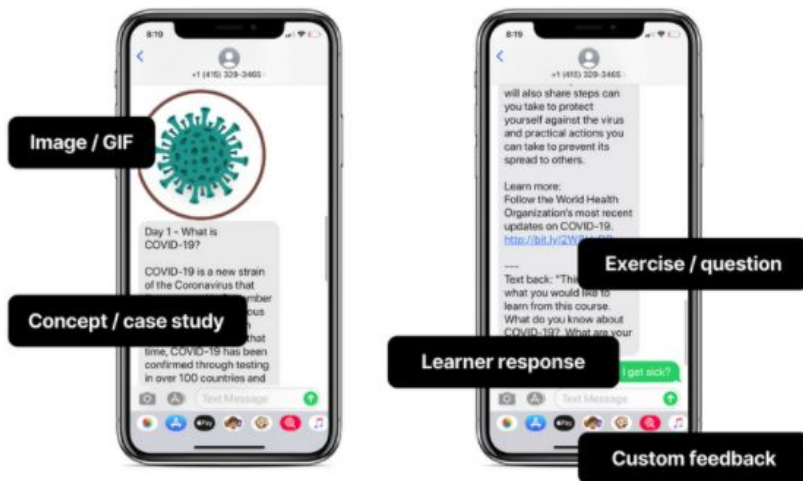 8:19
+1 (415) 329-3465
Image / GIF
Day 1 - What is
COVID-19?
COVID-19 is a new strain
of the Coronavirus that
Concept / case study
time, COVID-19 has been
confirmed through testing
in over 100 countries and
Text Message
8:19
+1 (415) 329-3465
will also share steps can
you take to protect
yourself against the virus
and practical actions you
can take to prevent its
spread to others.
Learn more:
Follow the World Health
Organization's most recent
updates on COVID-19.
Exercise / question
----
Text back:
what you would like to
learn from this course.
What do you know about
COVID-19? What are your
Learner response
I get sick?
Text Message
Custom feedback